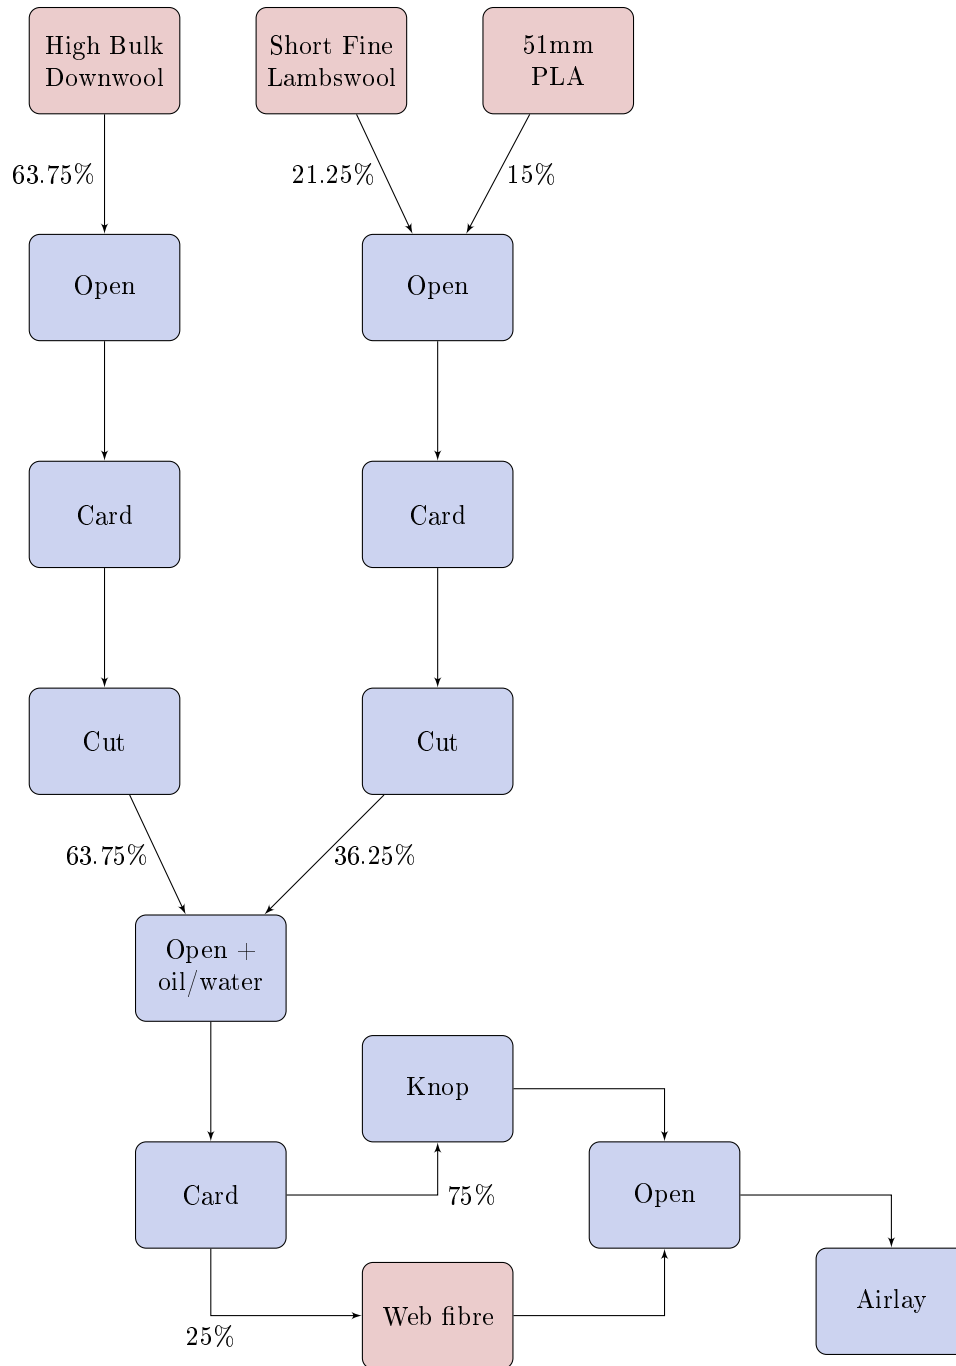 High Bulk
Downwool
Short Fine
Lambswool
51mm
PLA
63.75%
21.25%
15%
Open
Open
Card
Card
Cut
Cut
63.75%
36.25%
Open +
oil/water
Knop
Card
75%
Open
Web fibre
25%
Airlay